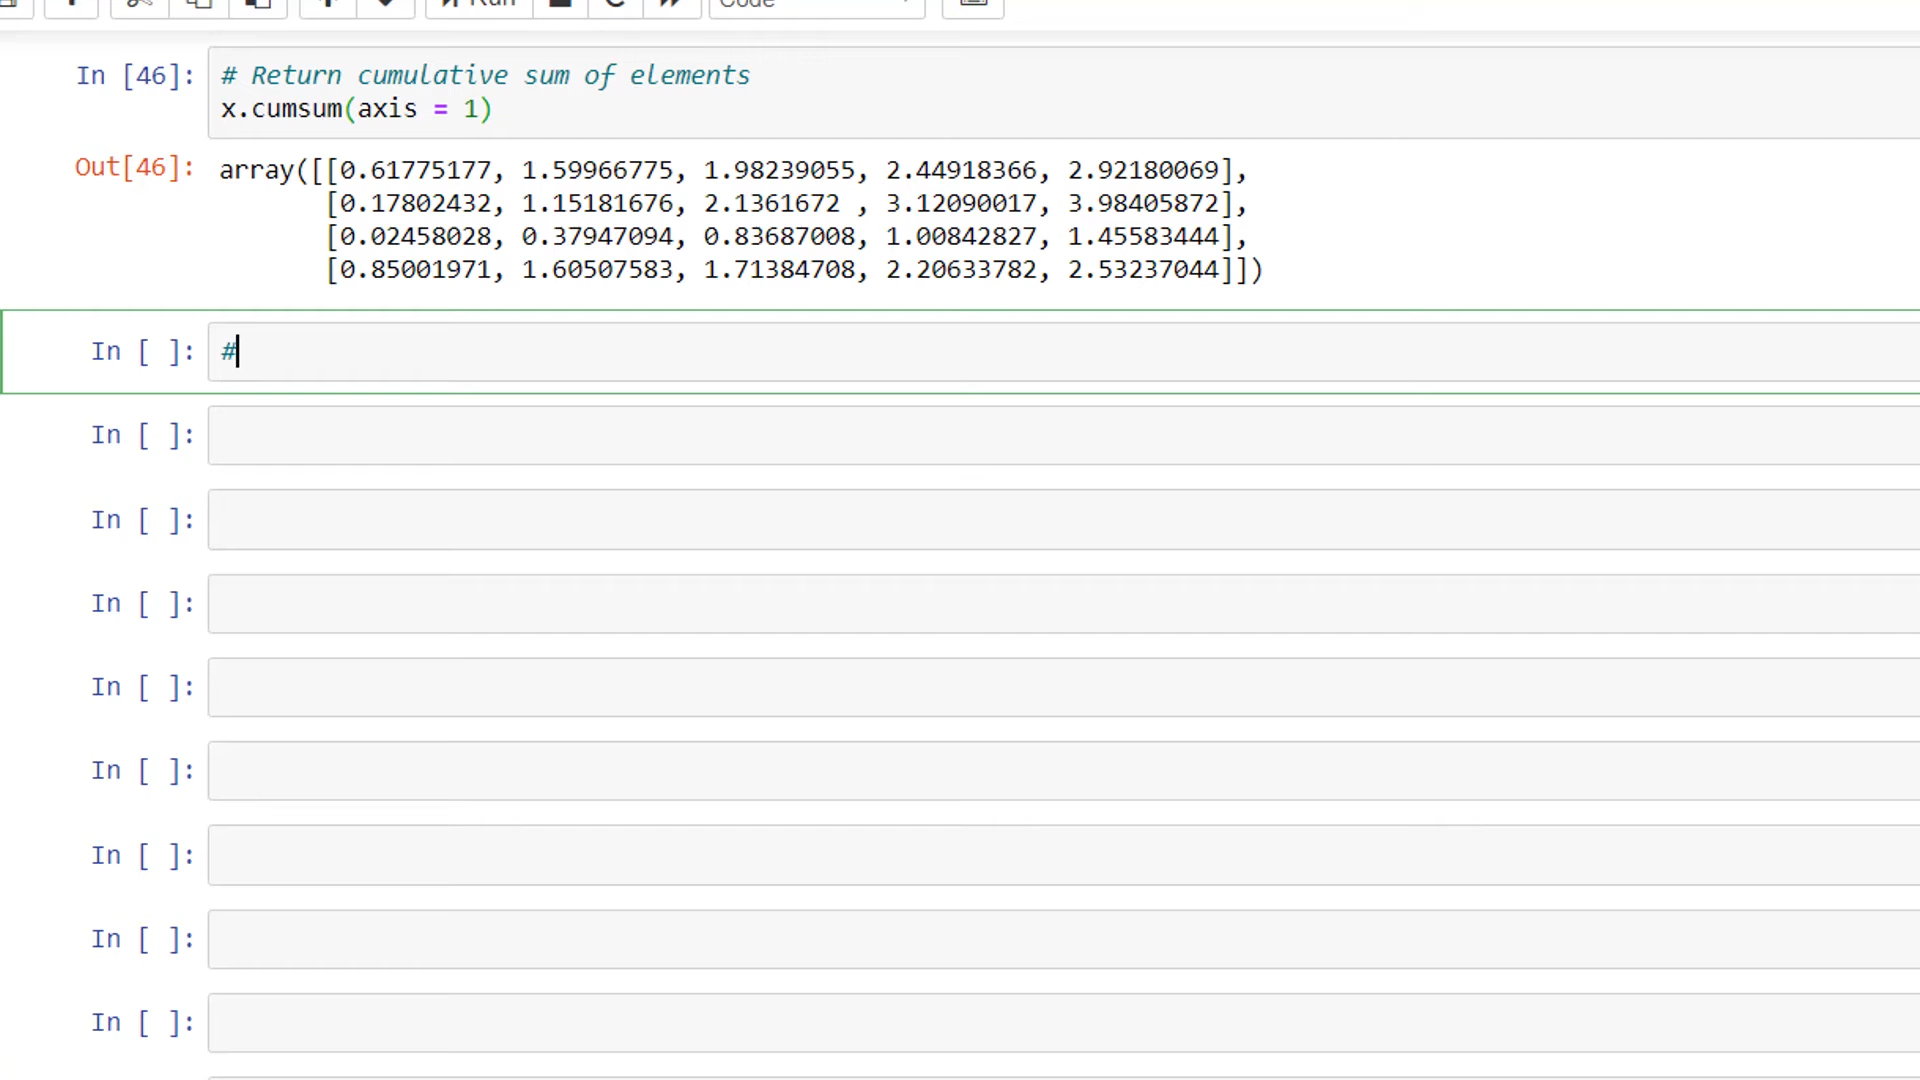 Run
Code
In [46]:
# Return cumulative sum of elements
x.cumsum(axis = 1)
Out[46]:
array([[0.61775177, 1.59966775, 1.98239055, 2.44918366, 2.92180069],
[0.17802432, 1.15181676, 2.1361672 , 3.12090017, 3.98405872],
[0.02458028, 0.37947094, 0.83687008, 1.00842827, 1.45583444],
[0.85001971, 1.60507583, 1.71384708, 2.20633782, 2.53237044]])
In [ ]:
#
In [ ]:
In [ ]:
In [ ]:
In [ ]:
In [ ]:
In [ ]:
In [ ]:
In [ ]: